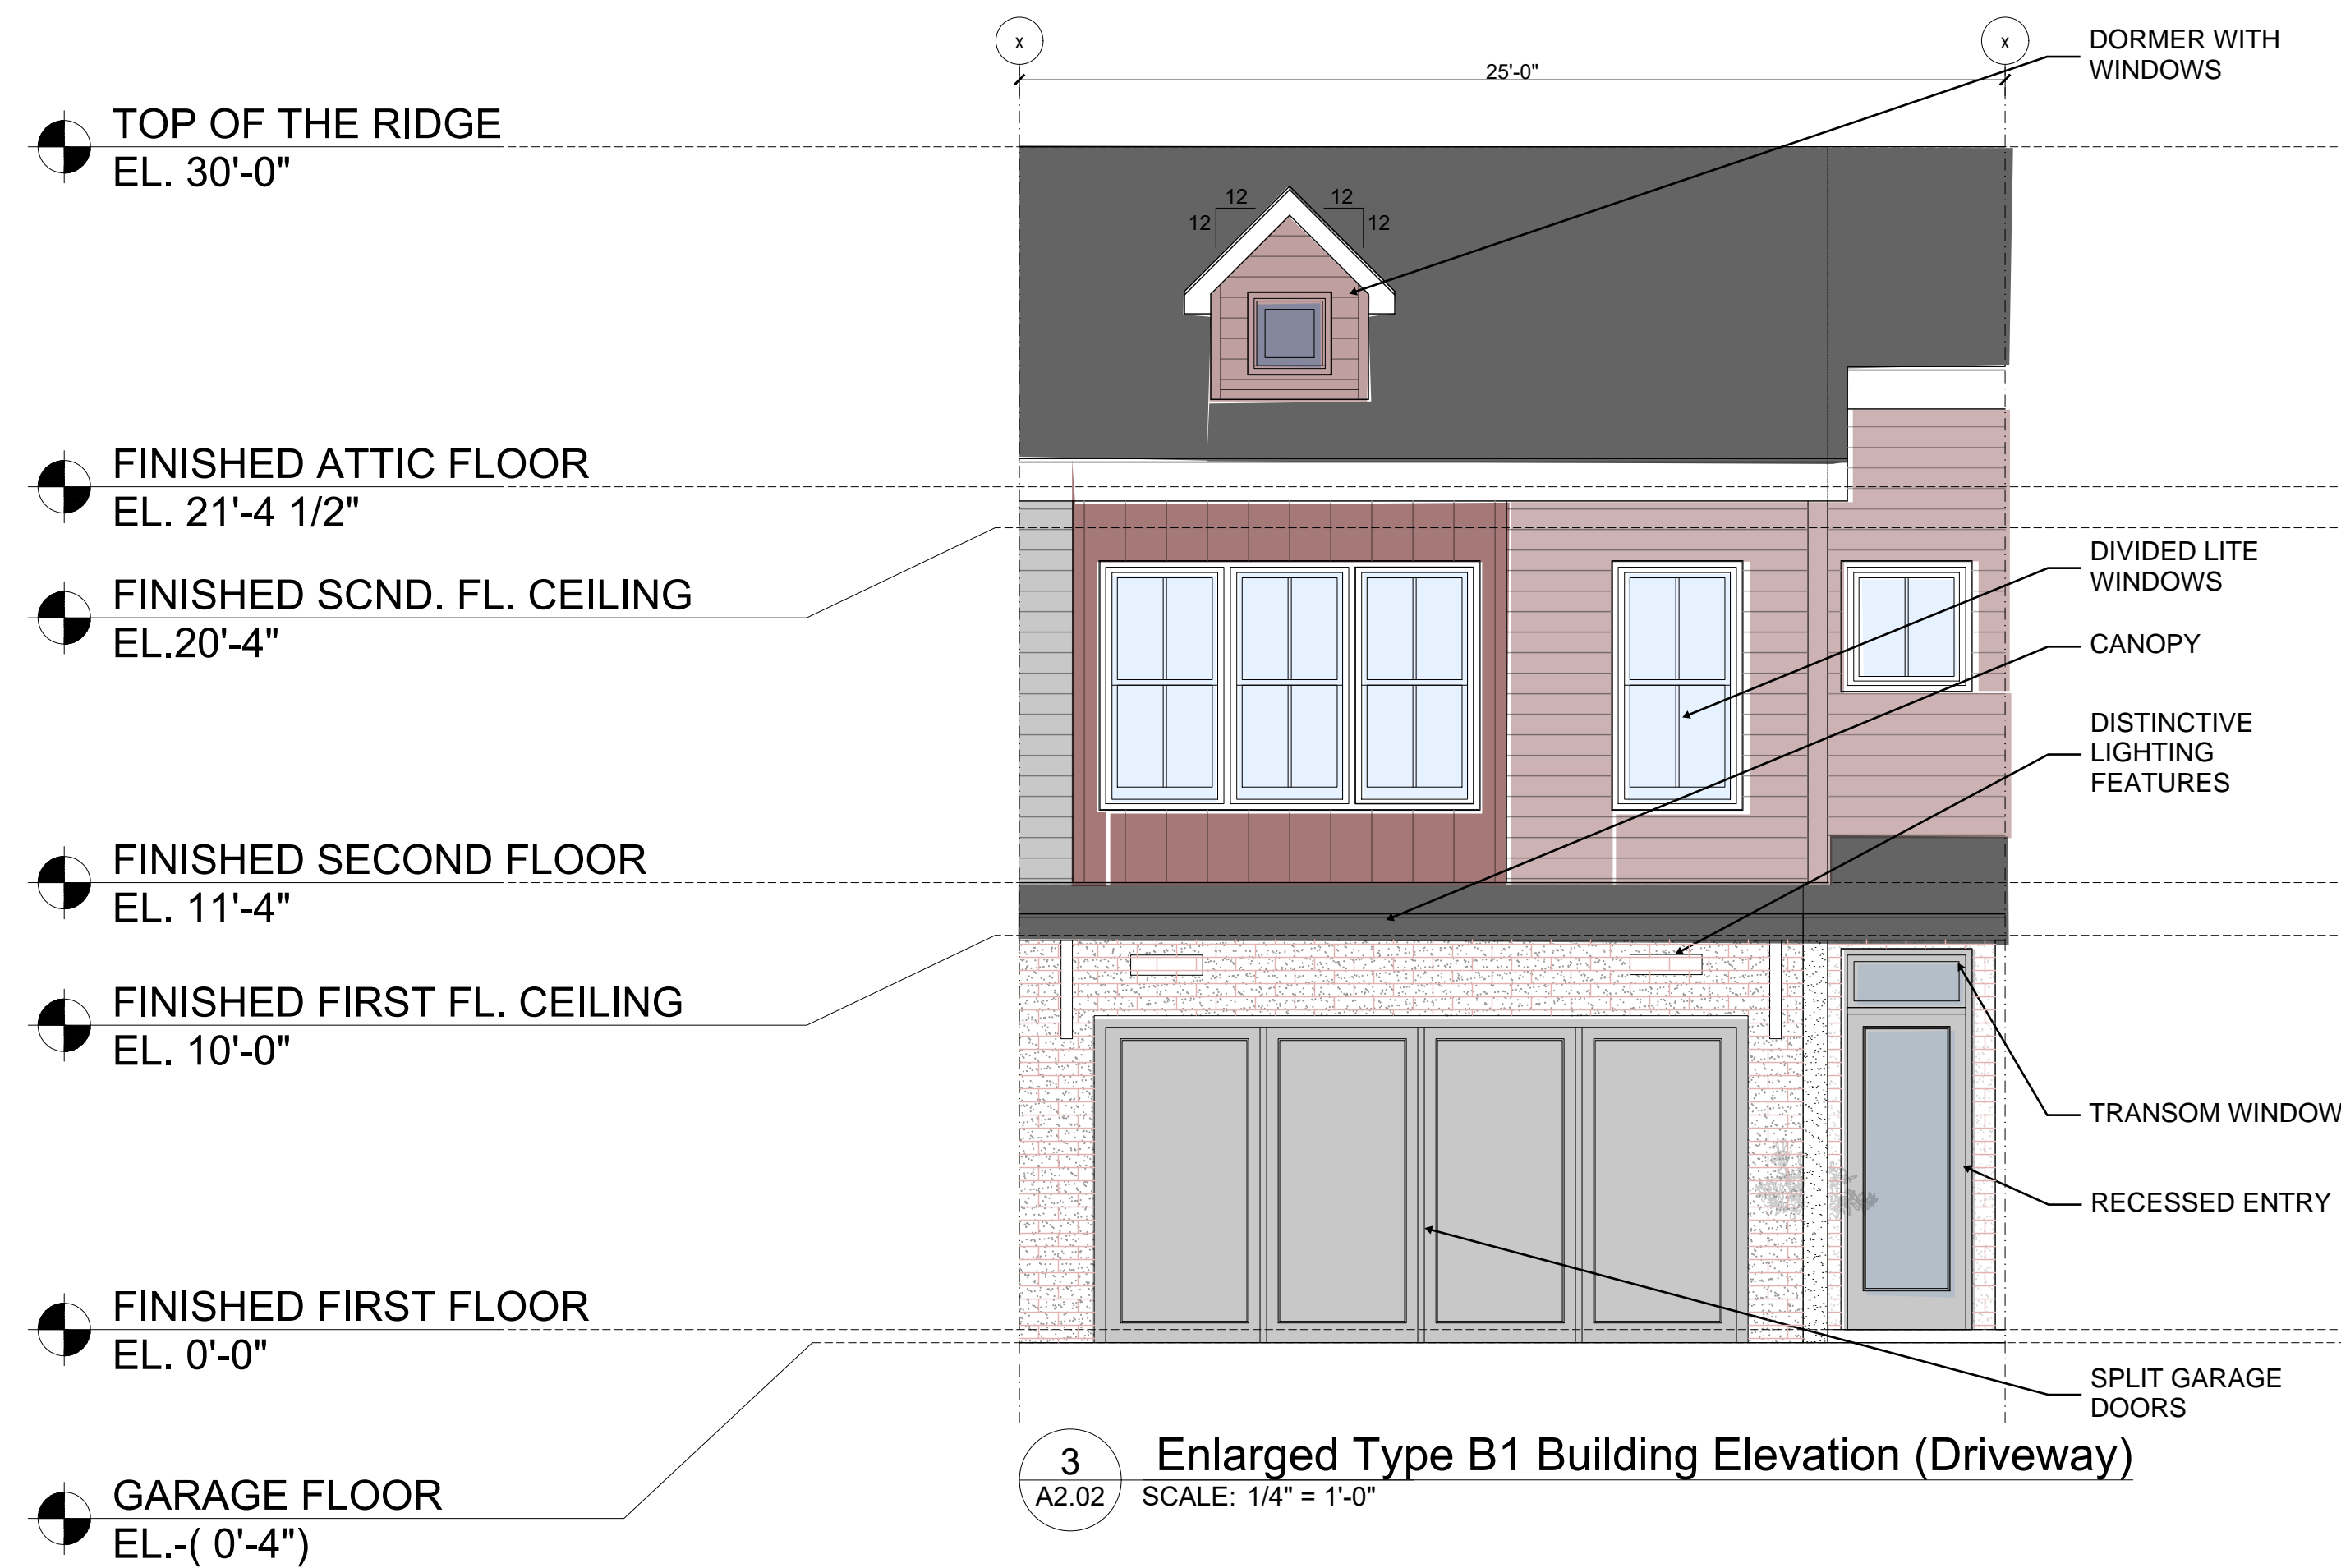 x
x
25'-0"
DORMER WITH
WINDOWS
TOP OF THE RIDGE
EL. 30'-0"
12
12
12
12
FINISHED ATTIC FLOOR
EL. 21'-4 1/2"
FINISHED SCND. FL. CEILING
EL.20'-4"
DIVIDED LITE
WINDOWS
CANOPY
DISTINCTIVE
LIGHTING
FEATURES
FINISHED SECOND FLOOR
EL. 11'-4"
FINISHED FIRST FL. CEILING
EL. 10'-0"
TRANSOM WINDOW
RECESSED ENTRY
FINISHED FIRST FLOOR
EL. 0'-0"
SPLIT GARAGE
DOORS
GARAGE FLOOR
EL.-( 0'-4")
3
A2.02
Enlarged Type B1 Building Elevation (Driveway)
SCALE: 1/4" = 1'-0"